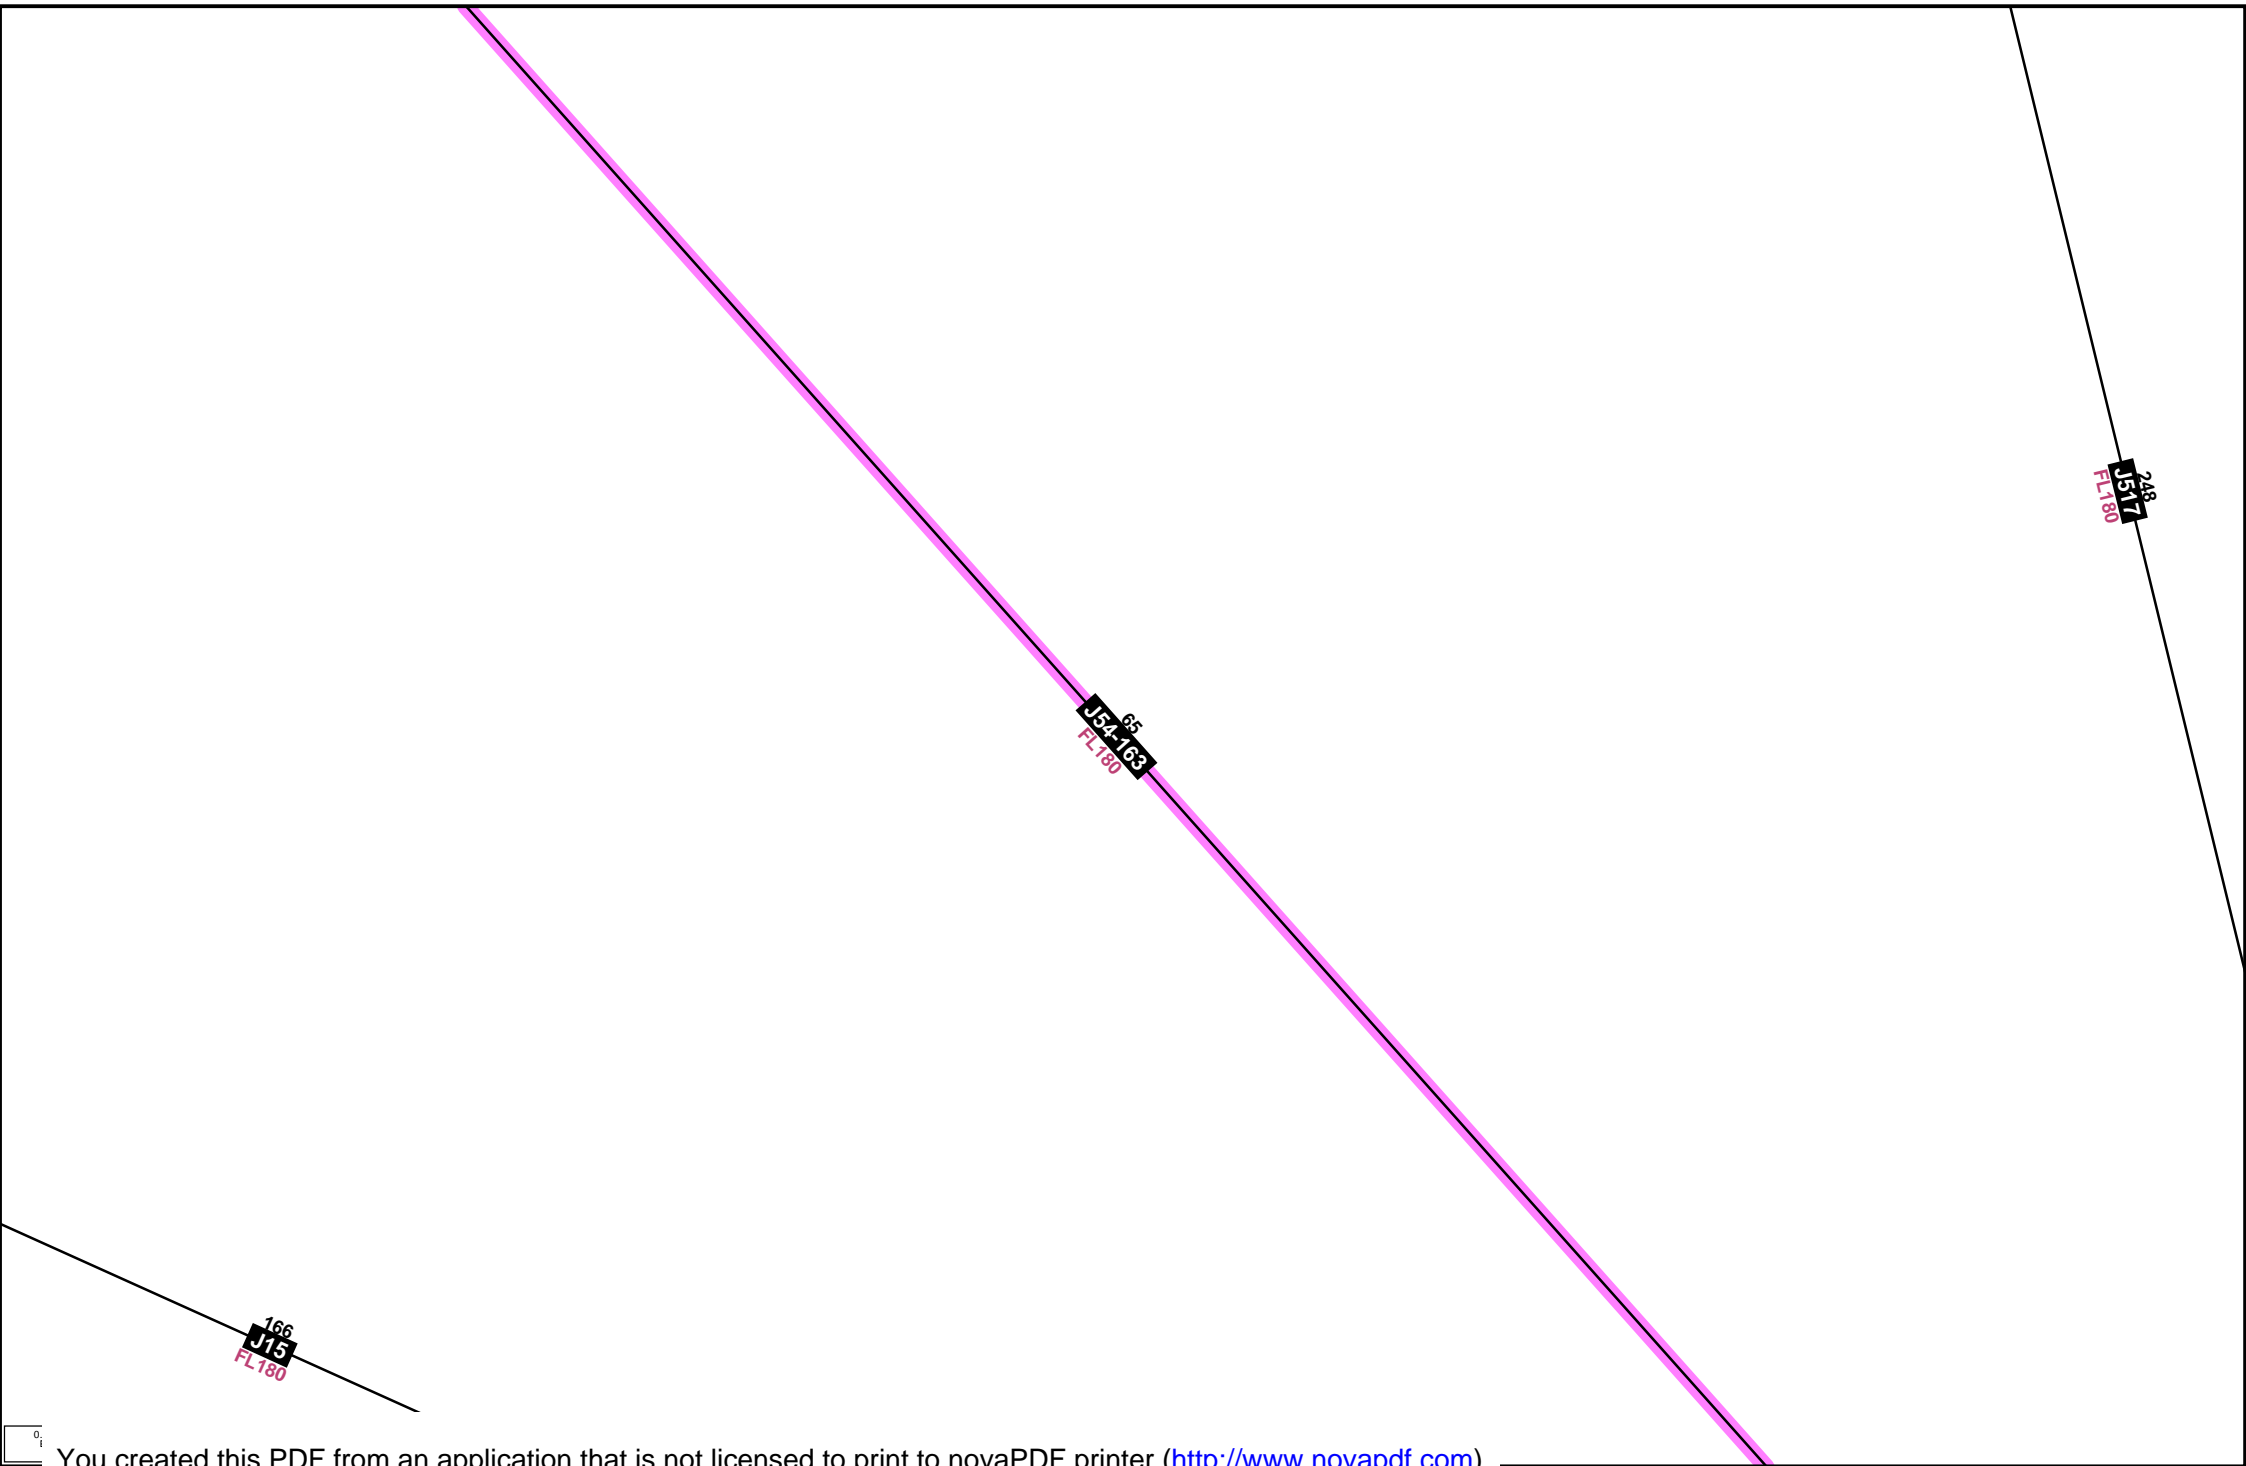 248
J517
FL180
65
J54-163
FL180
166
J15
FL180
0.
You created this PDF from an application that is not licensed to print to novaPDF printer (http://www.novapdf.com)